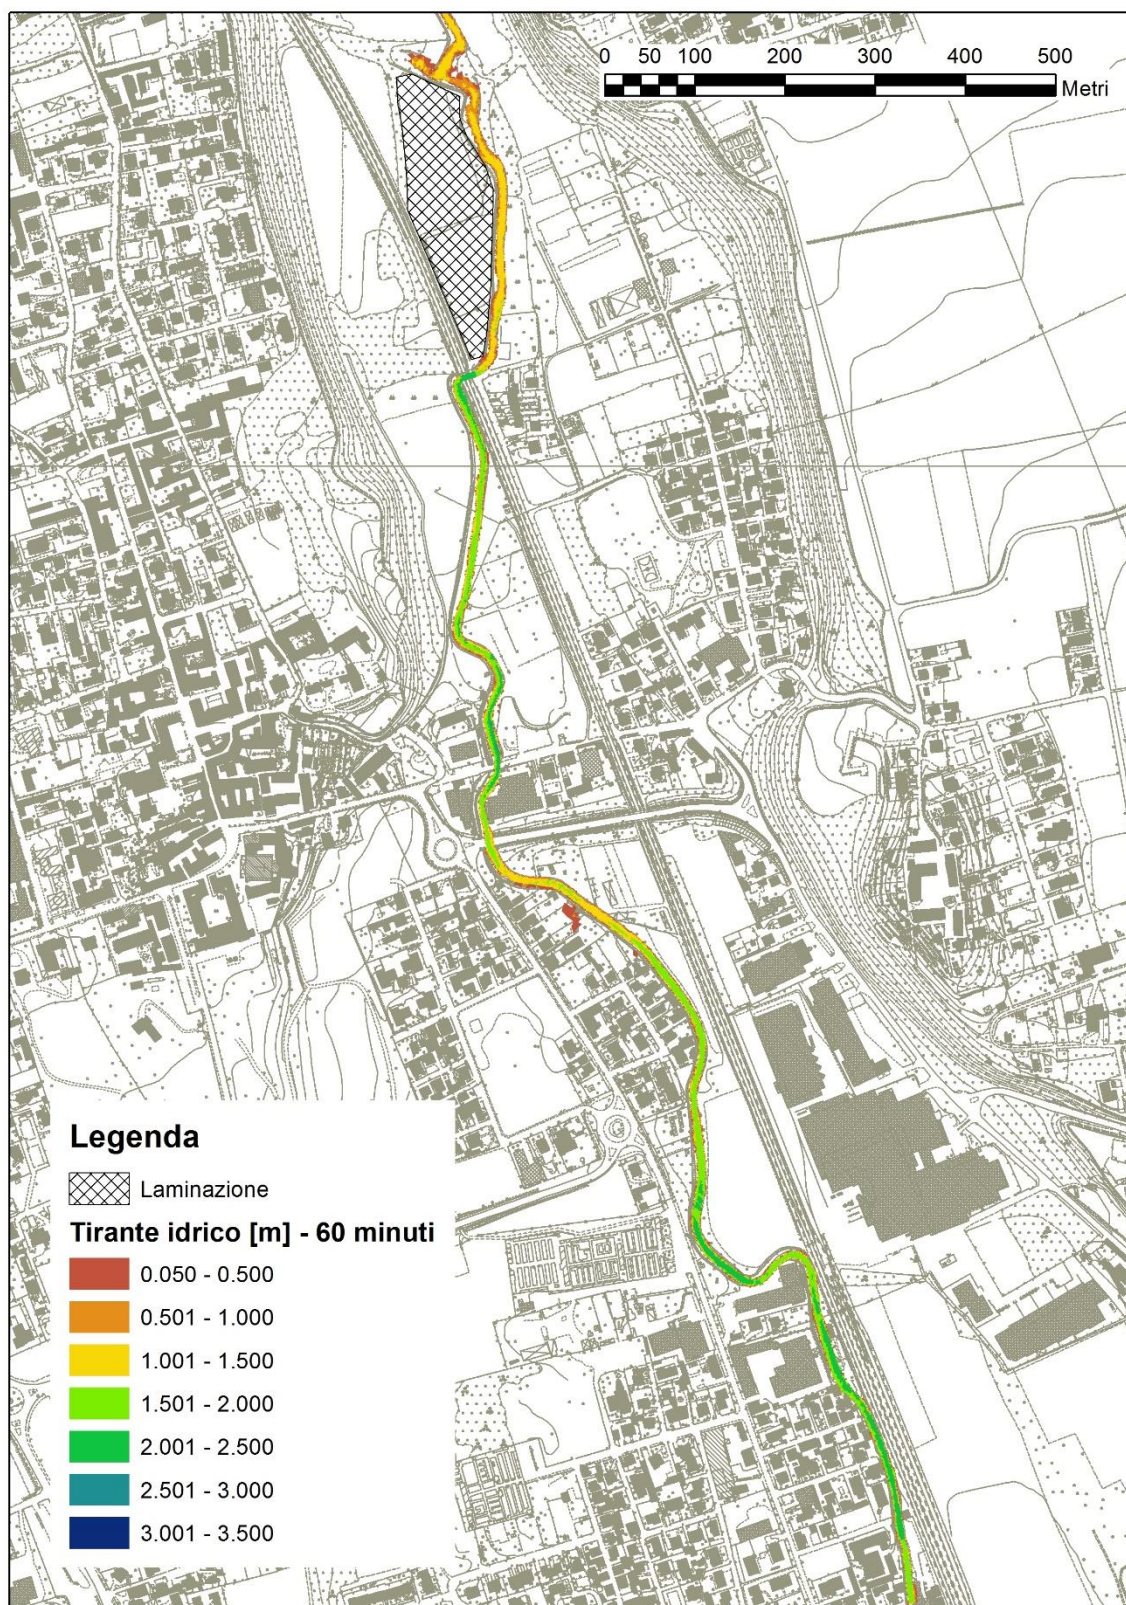 0 50 100 200 300 400 500
Metri
Legenda
Laminazione
Tirante idrico [m] - 60 minuti
0.050 - 0.500
0.501 - 1.000
1.001 - 1.500
1.501 - 2.000
2.001 - 2.500
2.501 - 3.000
3.001 - 3.500